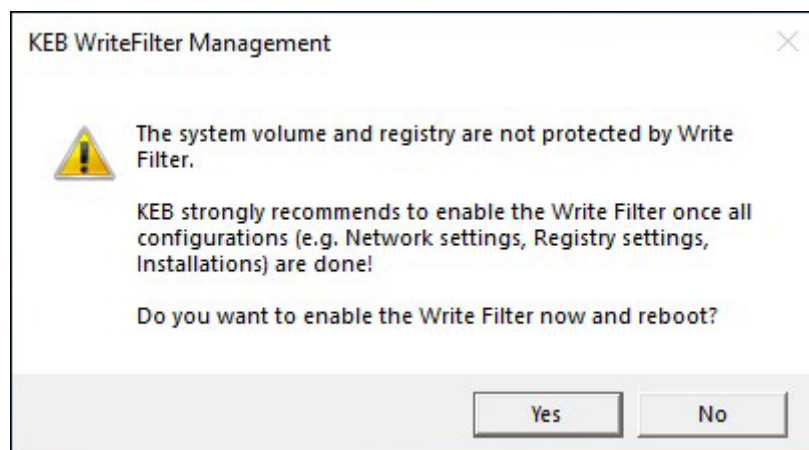 KEB WriteFilter Management
The system volume and registry are not protected by Write
Filter.
KEB strongly recommends to enable the Write Filter once all
configurations (e.g. Network settings, Registry settings,
Installations) are done!
Do you want to enable the Write Filter now and reboot?
Yes No